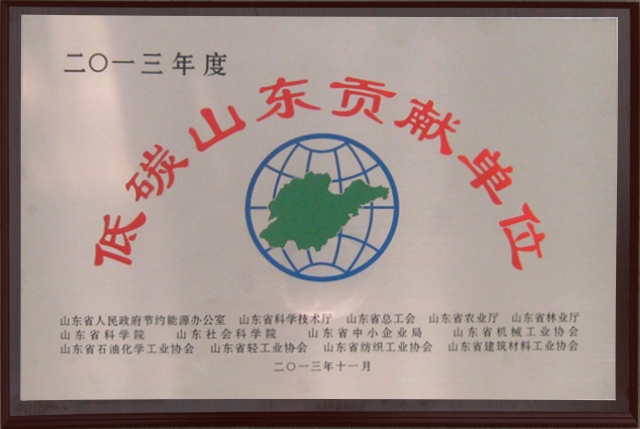 二〇一三年度
低碳山东贡献单位
山东省人民政府节约能源办公室 山东省科学技术厅 山东省总工会 山东省农业厅 山东省林业厅
山东省科学院 山东社会科学院 山东省中小企业局 山东省机械工业协会
山东省石油化学工业协会 山东省轻工业协会 山东省纺织工业协会 山东省建筑材料工业协会
二〇一三年十一月